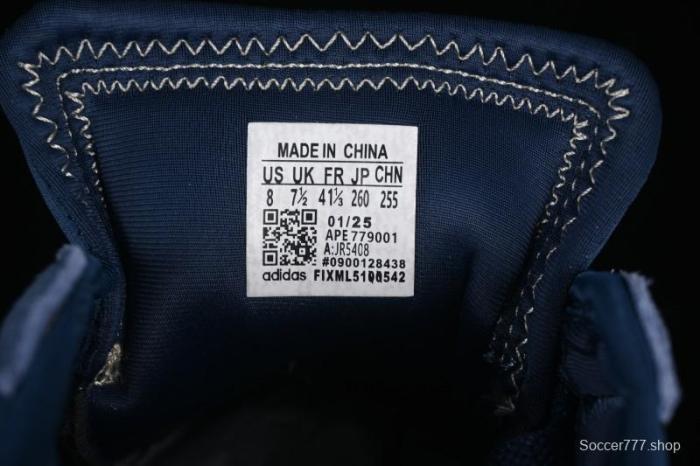 MADE IN CHINA
US UK FR JP CHN
8 7½ 41⅓ 260 255
01/25
APE 779001
A:JR5408
#0900128438
adidas FIXML5100542
Soccer777.shop